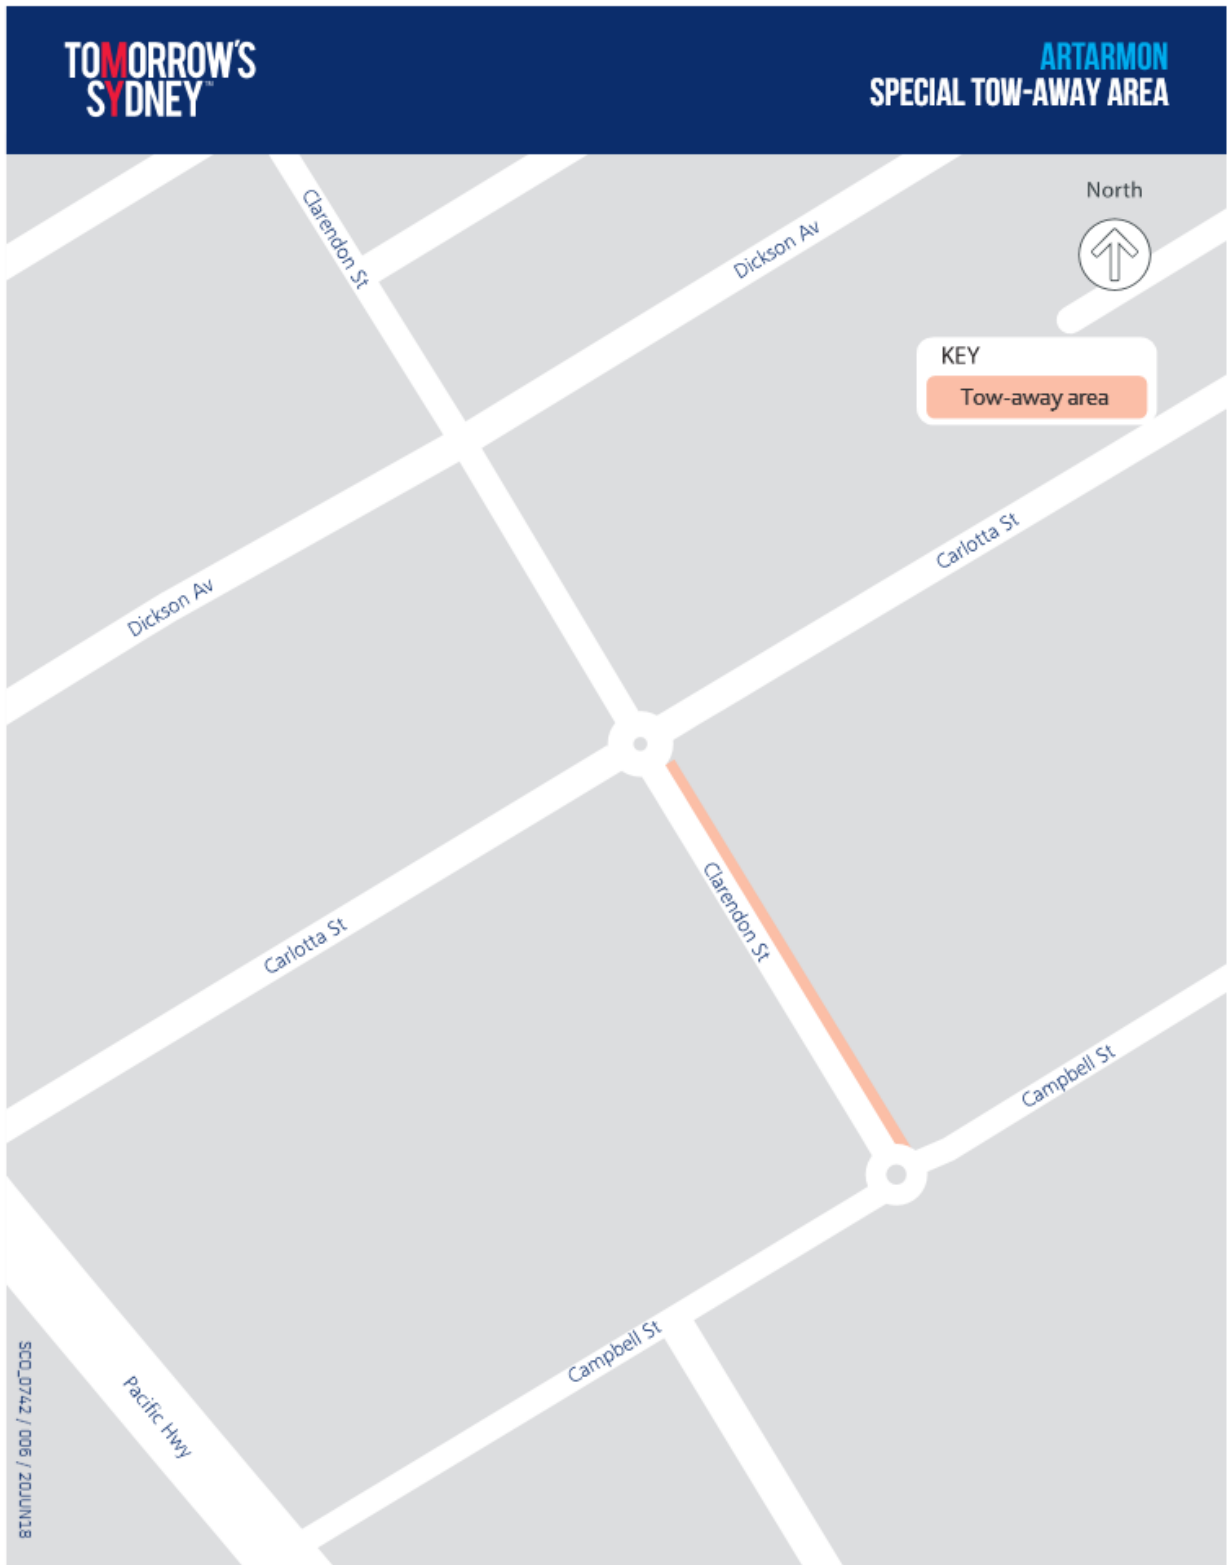 TOMORROW'S
SYDNEY™
ARTARMON
SPECIAL TOW-AWAY AREA
North
Clarendon St
Dickson Av
KEY
Tow-away area
Carlotta St
Dickson Av
Clarendon St
Carlotta St
Campbell St
Campbell St
Pacific Hwy
SCO_0742 / 006 / 20JUN18